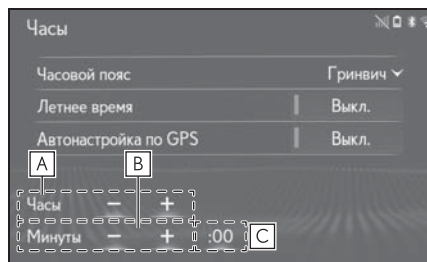 Часы
Часовой пояс Гринвич
Летнее время Выкл.
Автонастройка по GPS Выкл.
A B
Часы − +
Минуты − + :00 C